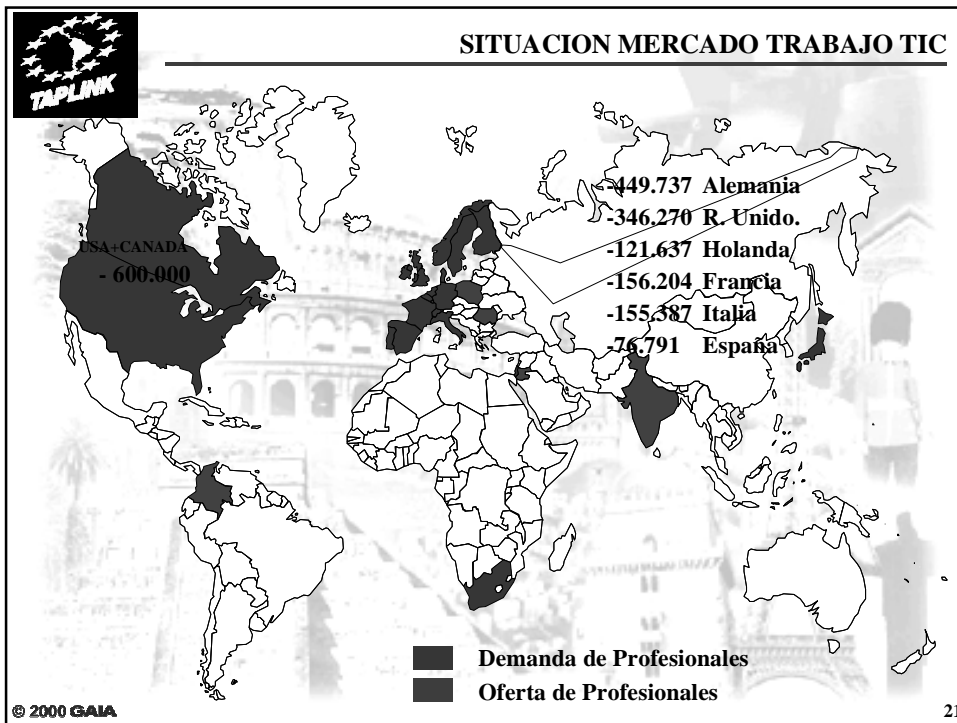 TAPLINK
SITUACION MERCADO TRABAJO TIC
USA+CANADA
- 600.000
-449.737 Alemania
-346.270 R. Unido.
-121.637 Holanda
-156.204 Francia
-155.387 Italia
-76.791 España
Demanda de Profesionales
Oferta de Profesionales
© 2000 GAIA
21